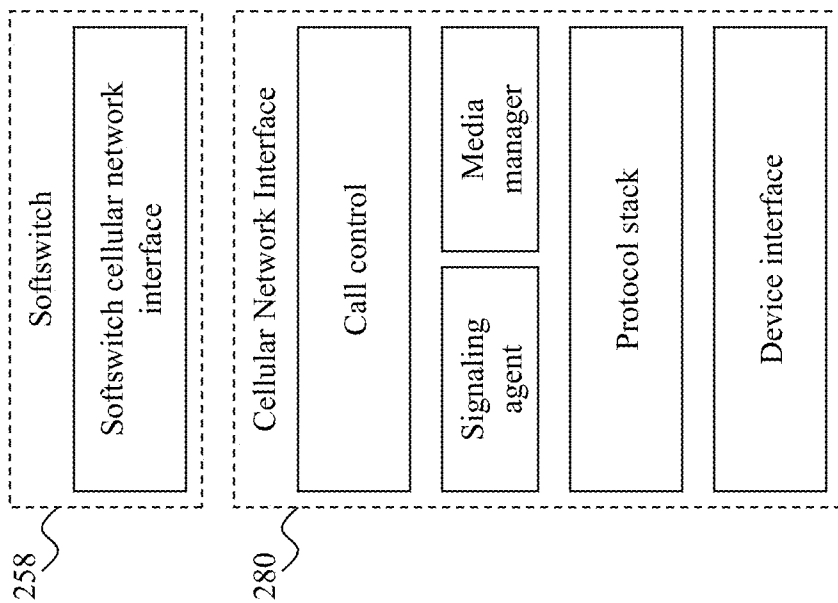 258
Softswitch
Softswitch cellular network
interface
280
Cellular Network Interface
Call control
Signaling
agent
Media
manager
Protocol stack
Device interface